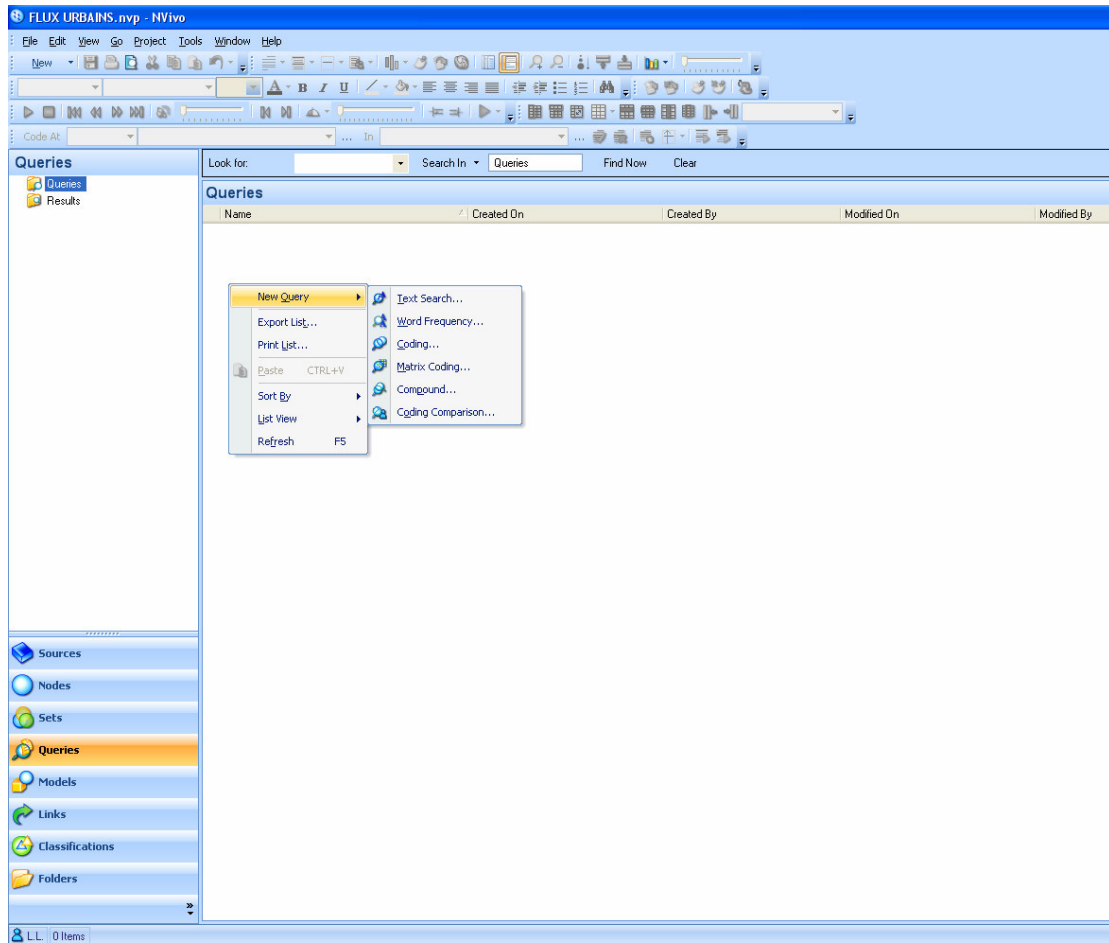 FLUX URBAINS.nvp - NVivo
File Edit View Go Project Tools Window Help
New
A B I U
Code At In
Queries
Look for: Search In Queries Find Now Clear
Queries
Results
Queries
Name Created On Created By Modified On Modified By
New Query
Export List...
Print List...
Paste CTRL+V
Sort By
List View
Refresh F5
Text Search...
Word Frequency...
Coding...
Matrix Coding...
Compound...
Coding Comparison...
Sources
Nodes
Sets
Queries
Models
Links
Classifications
Folders
L.L. 0 Items